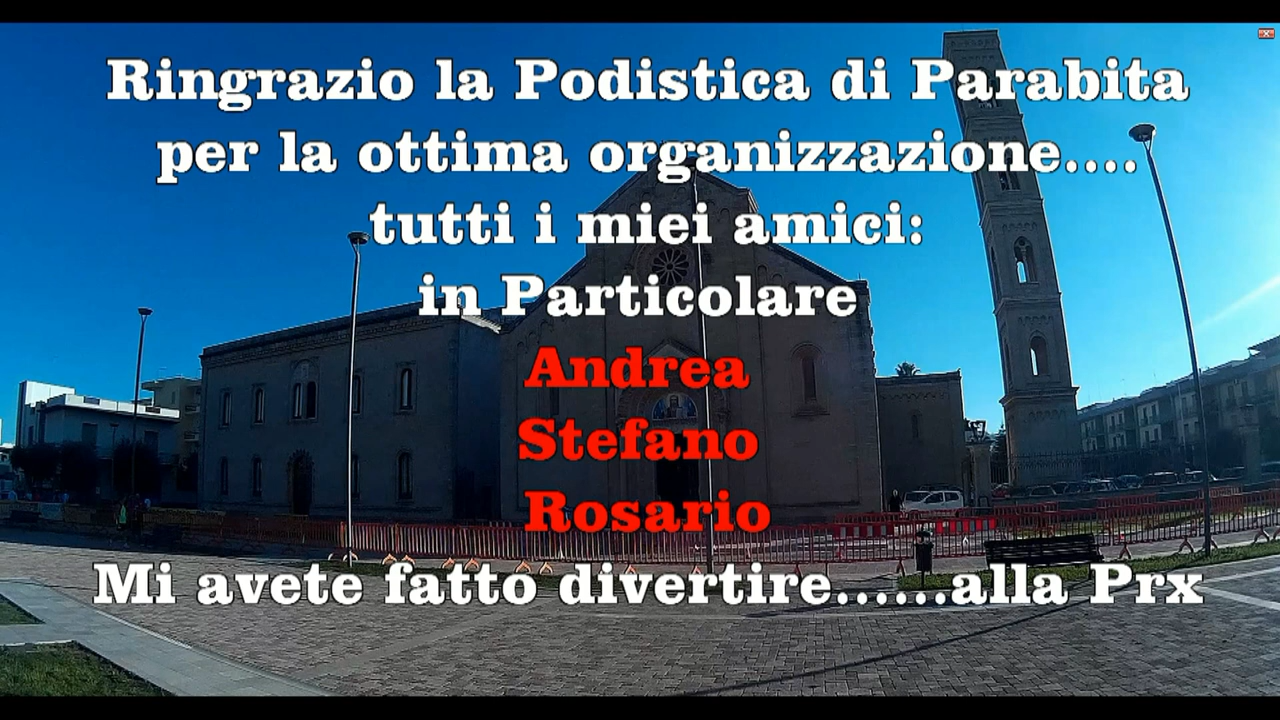 Ringrazio la Podistica di Parabita
per la ottima organizzazione....
tutti i miei amici:
in Particolare
Andrea
Stefano
Rosario
Mi avete fatto divertire......alla Prx